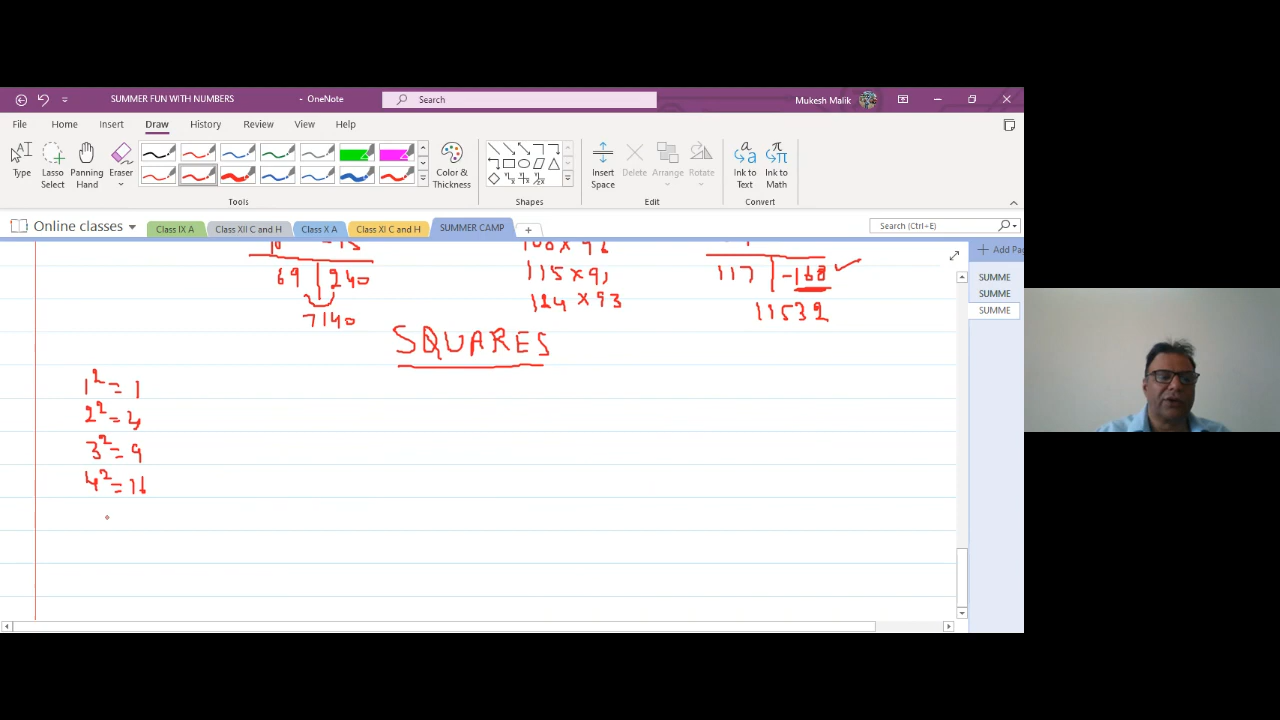 SUMMER FUN WITH NUMBERS - OneNote
Search
Mukesh Malik
File Home Insert Draw History Review View Help
Type
Lasso Select
Panning Hand
Eraser
Color & Thickness
Insert Space
Delete
Arrange
Rotate
Ink to Text
Ink to Math
Tools
Shapes
Edit
Convert
Online classes
Class IX A
Class XII C and H
Class X A
Class XI C and H
SUMMER CAMP
Search (Ctrl+E)
Add Pag
SUMME
SUMME
SUMME
69 | 240
7140
115 × 91
124 × 93
117 | -168
11532
SQUARES
1² = 1
2² = 4
3² = 9
4² = 16